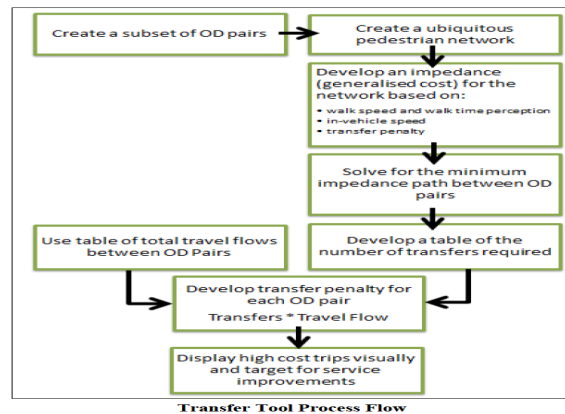 Create a subset of OD pairs
Create a ubiquitous
pedestrian network
Develop an impedance
(generalised cost) for the
network based on:
• walk speed and walk time perception
• in-vehicle speed
• transfer penalty
Solve for the minimum
impedance path between OD
pairs
Use table of total travel flows
between OD Pairs
Develop a table of the
number of transfers required
Develop transfer penalty for
each OD pair
Transfers * Travel Flow
Display high cost trips visually
and target for service
improvements
Transfer Tool Process Flow